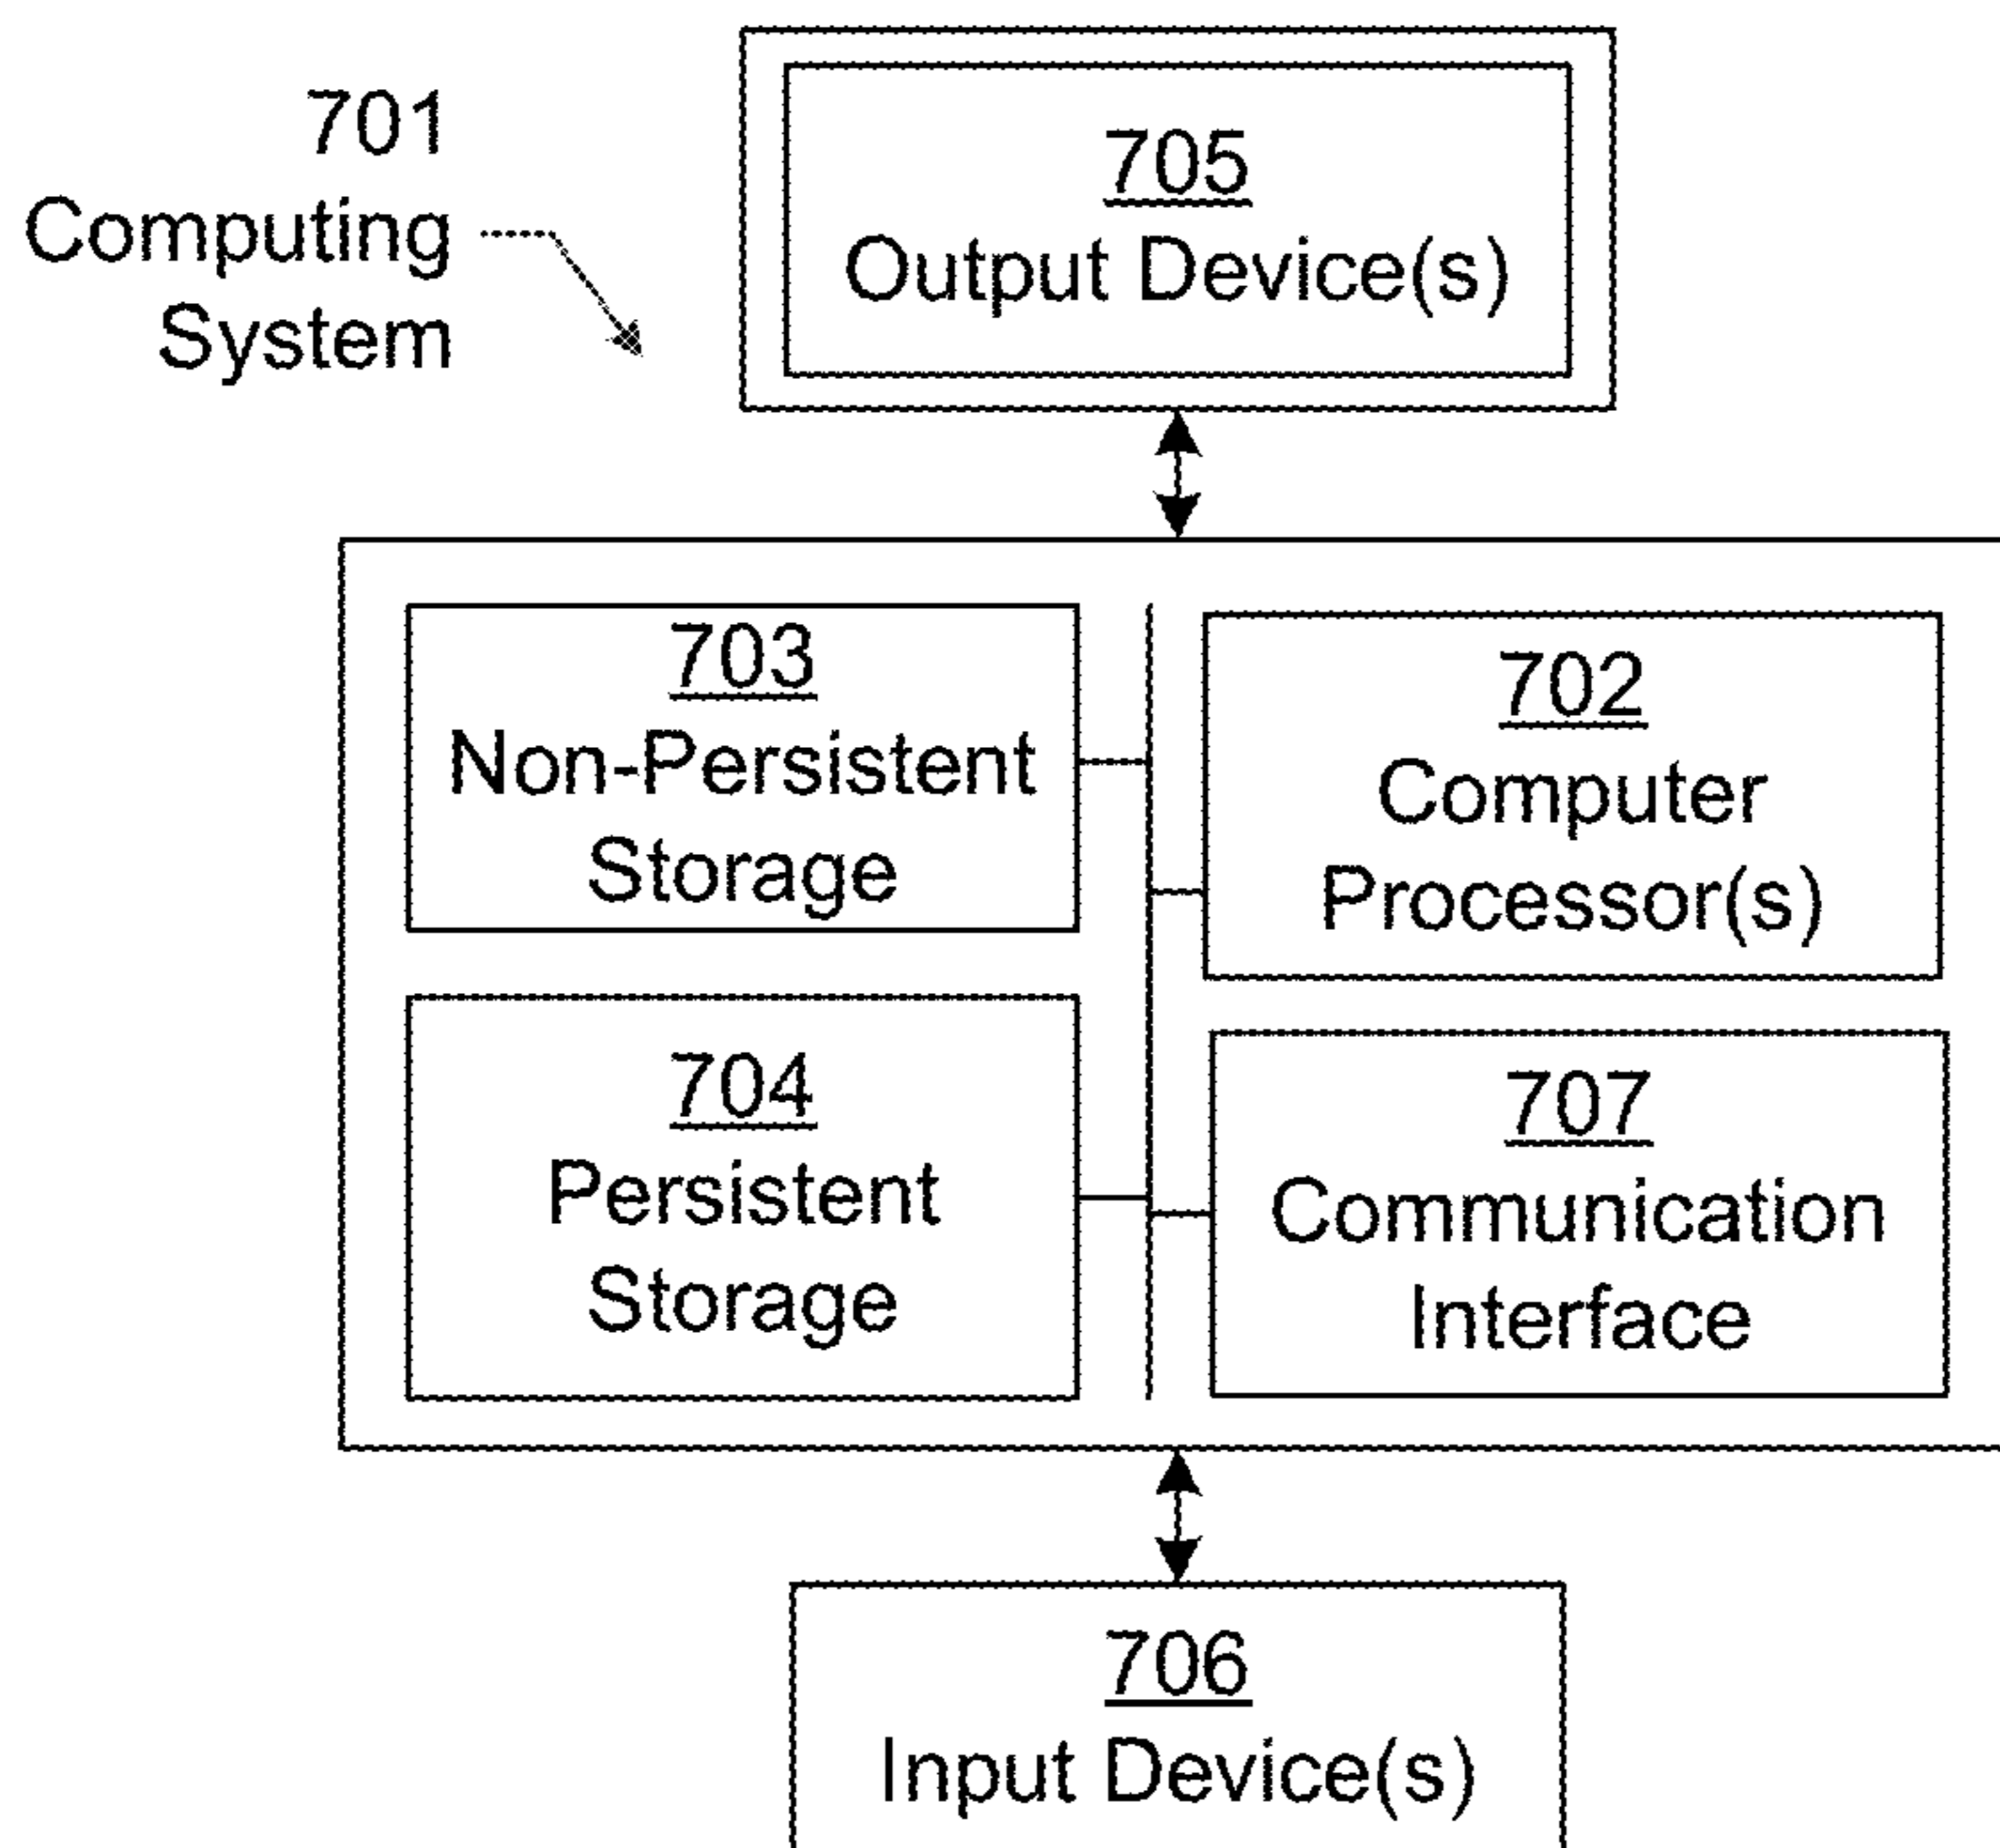 701
Computing
System
705
Output Device(s)
703
Non-Persistent
Storage
702
Computer
Processor(s)
704
Persistent
Storage
707
Communication
Interface
706
Input Device(s)